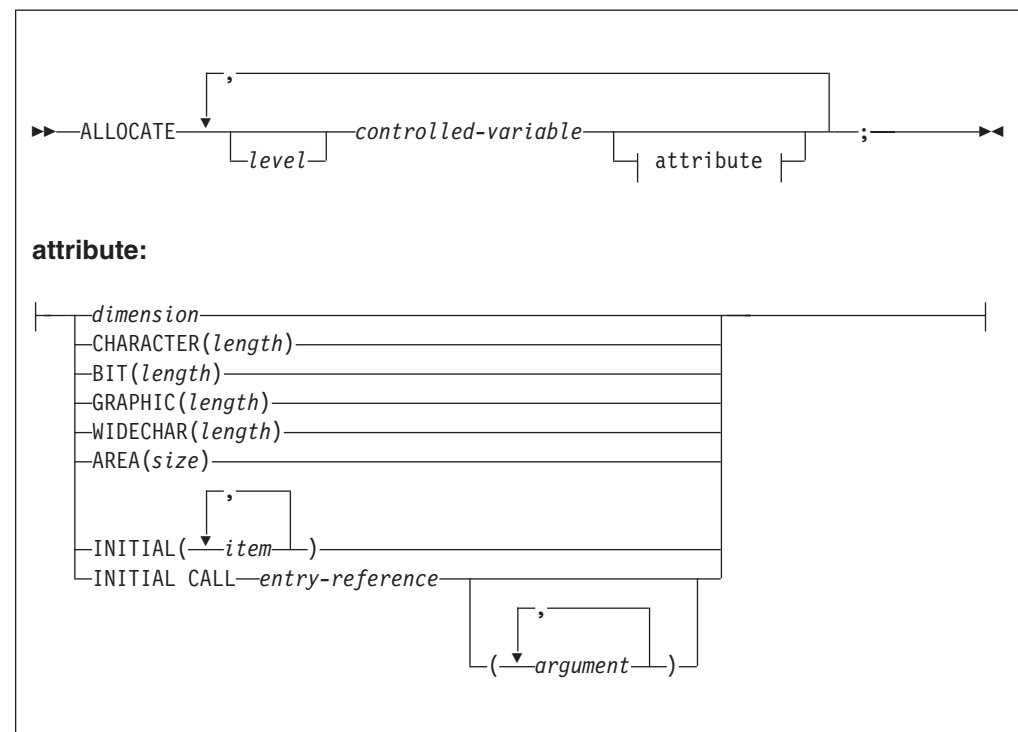 ,
ALLOCATE level controlled-variable attribute ;
attribute:
dimension
CHARACTER(length)
BIT(length)
GRAPHIC(length)
WIDECHAR(length)
AREA(size)
,
INITIAL( item )
INITIAL CALL entry-reference
,
( argument )